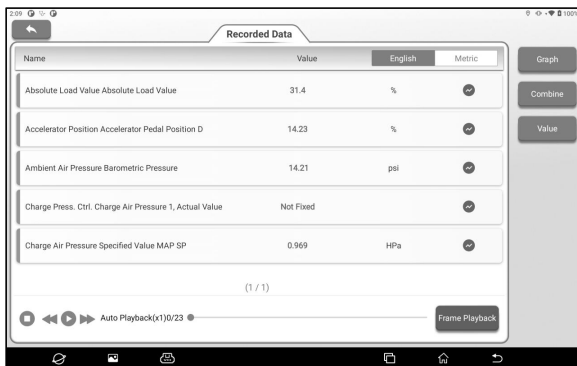 2:09 100%
Recorded Data
Name Value English Metric
Graph
Absolute Load Value Absolute Load Value 31.4 %
Combine
Accelerator Position Accelerator Pedal Position D 14.23 %
Value
Ambient Air Pressure Barometric Pressure 14.21 psi
Charge Press. Ctrl. Charge Air Pressure 1, Actual Value Not Fixed
Charge Air Pressure Specified Value MAP SP 0.969 HPa
(1 / 1)
Auto Playback(x1)0/23 Frame Playback